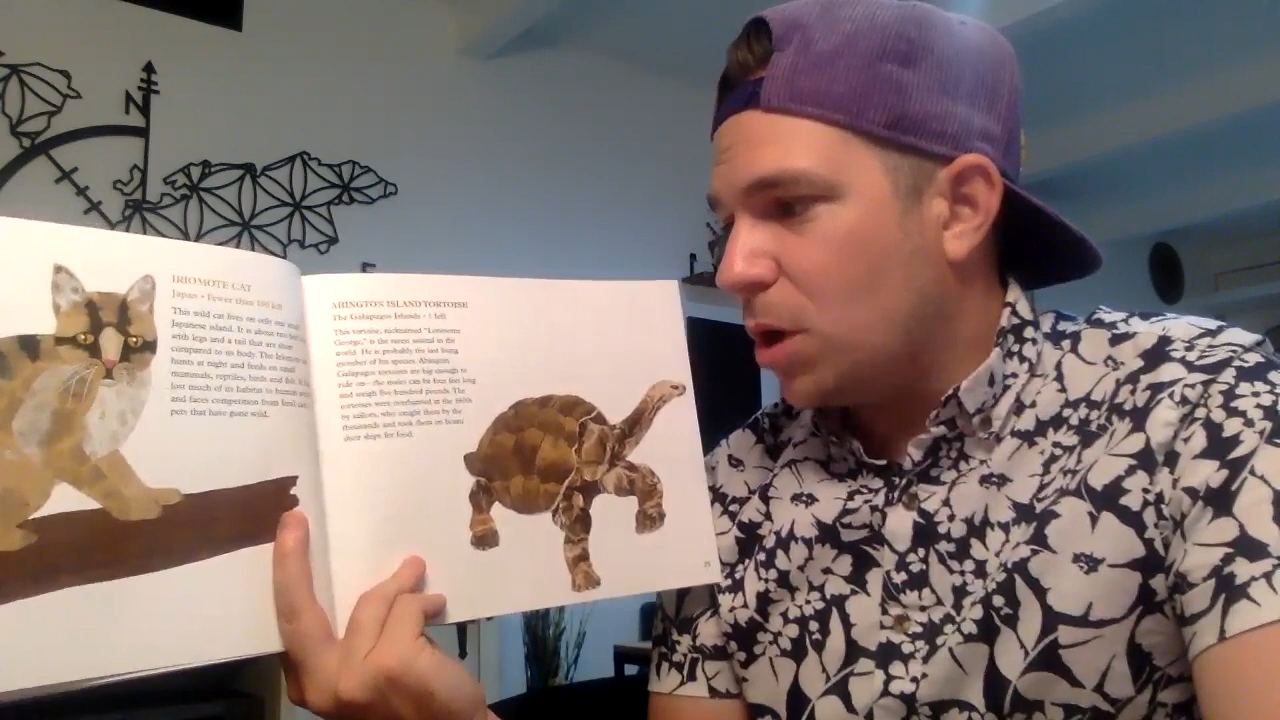 N
E
IRIOMOTE CAT
Japan • Fewer than 100 left
This wild cat lives on only one small
Japanese island. It is about two feet
with legs and a tail that are short
compared to its body. The Iriomote
hunts at night and feeds on small
mammals, reptiles, birds and fish. It has
lost much of its habitat to human
and faces competition from feral cats,
pets that have gone wild.
ABINGTON ISLAND TORTOISE
The Galapagos Islands • 1 left
This tortoise, nicknamed "Lonesome
George," is the rarest animal in the
world. He is probably the last living
member of his species. Abington
Galapagos tortoises are big enough to
ride on—the males can be four feet long
and weigh five hundred pounds. The
tortoises were overhunted in the 1800s
by sailors, who caught them by the
thousands and took them on board
their ships for food.